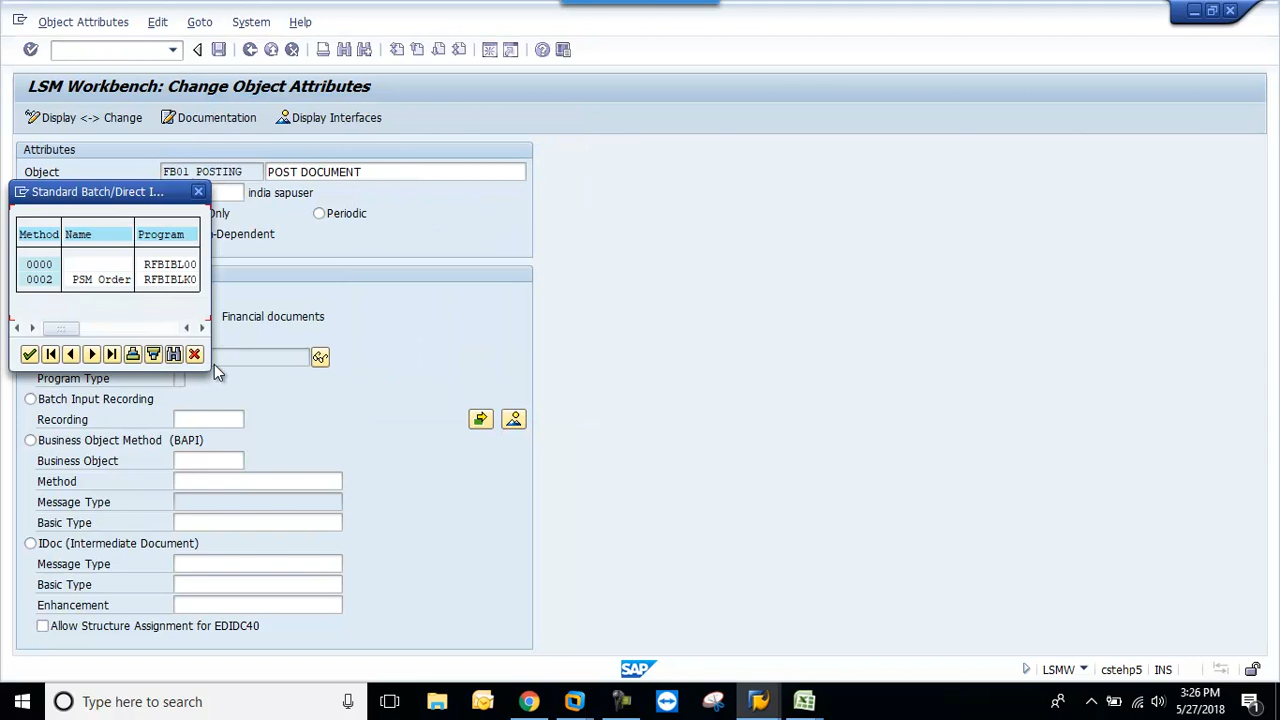 Object Attributes Edit Goto System Help
LSM Workbench: Change Object Attributes
Display <-> Change Documentation Display Interfaces
Attributes
Object FB01 POSTING POST DOCUMENT
india sapuser
Only Periodic
n-Dependent
Standard Batch/Direct I...
Method Name Program
0000 RFBIBL00
0002 PSM Order RFBIBLK0
Financial documents
Program Type
Batch Input Recording
Recording
Business Object Method (BAPI)
Business Object
Method
Message Type
Basic Type
IDoc (Intermediate Document)
Message Type
Basic Type
Enhancement
Allow Structure Assignment for EDIDC40
SAP
LSMW cstehp5 INS
Type here to search
3:26 PM
5/27/2018
1